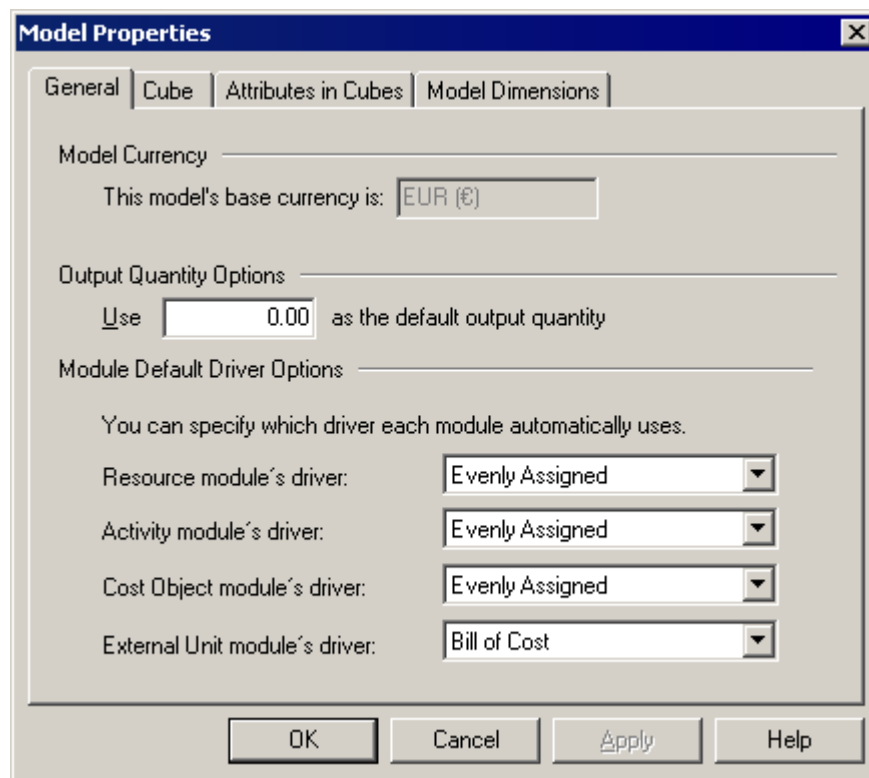 Model Properties
General Cube Attributes in Cubes Model Dimensions
Model Currency
This model's base currency is: EUR (€)
Output Quantity Options
Use 0.00 as the default output quantity
Module Default Driver Options
You can specify which driver each module automatically uses.
Resource module´s driver: Evenly Assigned
Activity module´s driver: Evenly Assigned
Cost Object module´s driver: Evenly Assigned
External Unit module´s driver: Bill of Cost
OK Cancel Apply Help